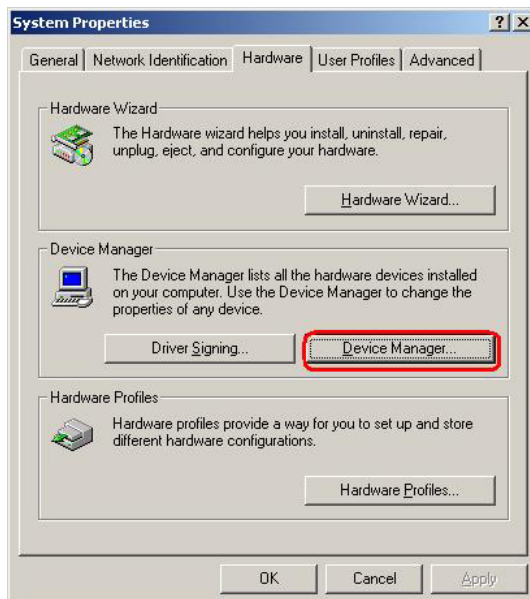 System Properties
General
Network Identification
Hardware
User Profiles
Advanced
Hardware Wizard
The Hardware wizard helps you install, uninstall, repair,
unplug, eject, and configure your hardware.
Hardware Wizard...
Device Manager
The Device Manager lists all the hardware devices installed
on your computer. Use the Device Manager to change the
properties of any device.
Driver Signing...
Device Manager...
Hardware Profiles
Hardware profiles provide a way for you to set up and store
different hardware configurations.
Hardware Profiles...
OK
Cancel
Apply